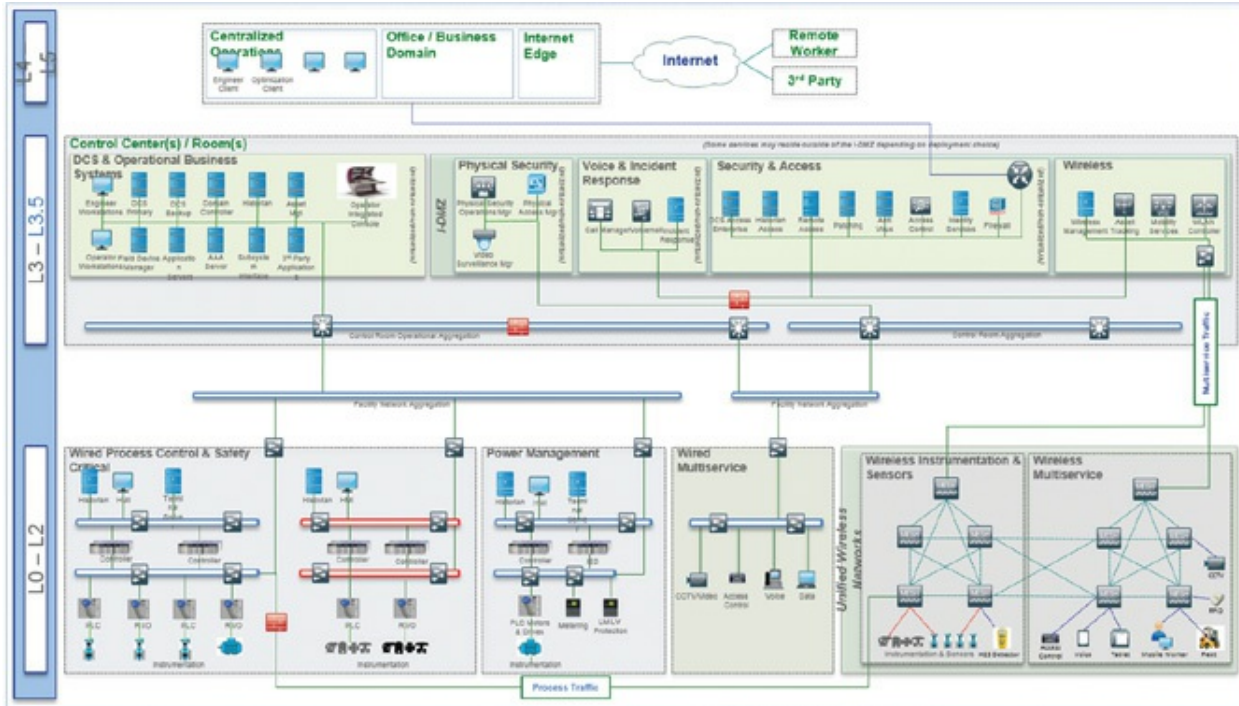 L4
L5
Centralized
Operations
Engineer
Client
Optimization
Client
Office / Business
Domain
Internet
Edge
Internet
Remote
Worker
3rd Party
L3 – L3.5
Control Center(s) / Room(s)
(Some services may reside outside of the I-DMZ depending on deployment choice)
DCS & Operational Business
Systems
Engineer
Workstations
DCS
Primary
DCS
Backup
Domain
Controller
Historian
Asset
Mgt
Operator
Integrated
Console
Operator
Workstations
Field Device
Manager
Applicatio
n Servers
AAA
Server
Subsyste
m
Interface
3rd Party
Application
s
I-DMZ
Physical Security
Physical Security
Operations Mgr
Physical
Access Mgr
Video
Surveillance Mgr
Voice & Incident
Response
Call Manager
Incident
Response
Security & Access
DCS Access
Enterprise
Historian
Access
Remote
Access
Patching
Anti
Virus
Access
Control
Identity
Services
Firewall
Wireless
Wireless
Management
Asset
Tracking
Mobility
Services
WLAN
Controller
Control Room Operational Aggregation
Control Room Aggregation
Multiservice Traffic
Facility Network Aggregation
Facility Network Aggregation
L0 – L2
Wired Process Control & Safety
Critical
Historian
HMI
Controller
Controller
PLC
RIO
PLC
RIO
Instrumentation
Historian
HMI
Controller
Controller
PLC
RIO
Instrumentation
Power Management
Historian
HMI
Controller
PLC Motors
& Drives
Metering
Protection
Wired
Multiservice
CCTV/Video
Access
Control
Voice
Data
Unified Wireless
Networks
Wireless Instrumentation &
Sensors
Instrumentation & Sensors
Detector
Wireless
Multiservice
CCTV
RFID
Access
Control
Voice
Tablet
Mobile Worker
Fleet
Process Traffic